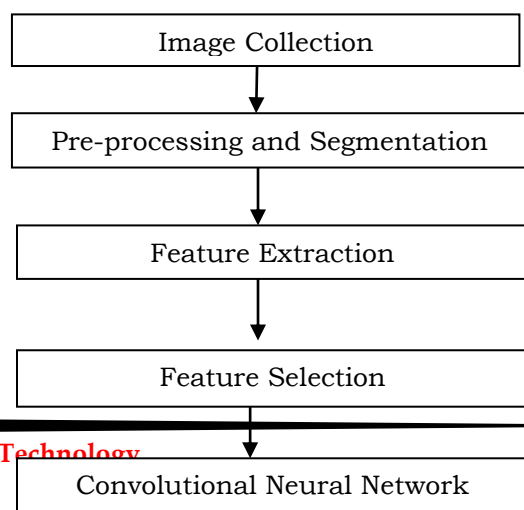 Image Collection
Pre-processing and Segmentation
Feature Extraction
Feature Selection
Technology
Convolutional Neural Network